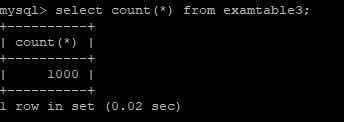 mysql> select count(*) from examtable3;
+----------+
| count(*) |
+----------+
|     1000 |
+----------+
1 row in set (0.02 sec)